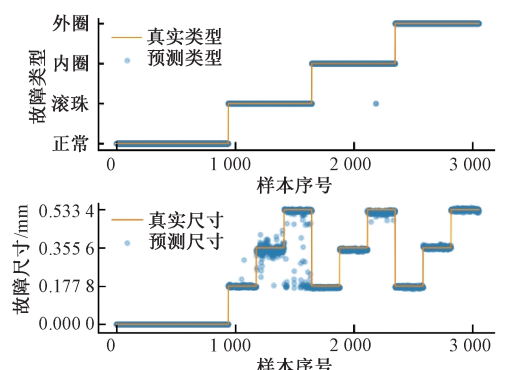 外圈
内圈
滚珠
正常
故障类型
真实类型
预测类型
0 1 000 2 000 3 000
样本序号
0.533 4
0.355 6
0.177 8
0.000 0
故障尺寸/mm
真实尺寸
预测尺寸
0 1 000 2 000 3 000
样本序号